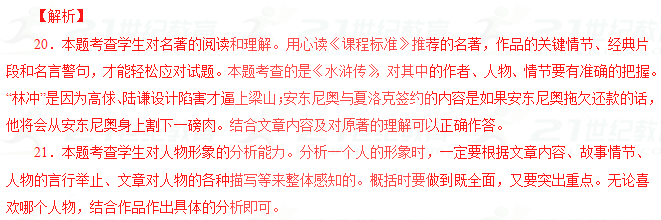 【解析】
20．本题考查学生对名著的阅读和理解。用心读《课程标准》推荐的名著，作品的关键情节、经典片
段和名言警句，才能轻松应对试题。本题考查的是《水浒传》，对其中的作者、人物、情节要有准确的把握。
“林冲”是因为高俅、陆谦设计陷害才逼上梁山；安东尼奥与夏洛克签约的内容是如果安东尼奥拖欠还款的话，
他将会从安东尼奥身上割下一磅肉。结合文章内容及对原著的理解可以正确作答。
21．本题考查学生对人物形象的分析能力。分析一个人的形象时，一定要根据文章内容、故事情节、
人物的言行举止、文章对人物的各种描写等来整体感知的。概括时要做到既全面，又要突出重点。无论喜
欢哪个人物，结合作品作出具体的分析即可。